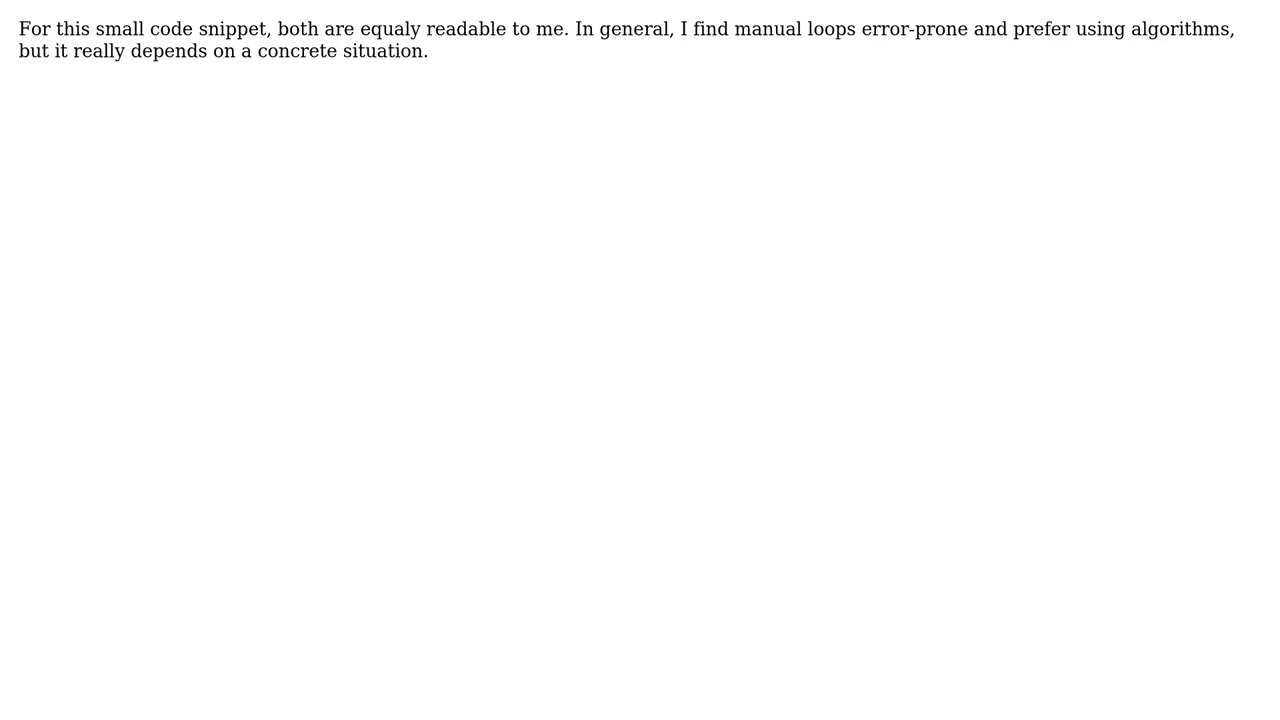 For this small code snippet, both are equaly readable to me. In general, I find manual loops error-prone and prefer using algorithms,
but it really depends on a concrete situation.